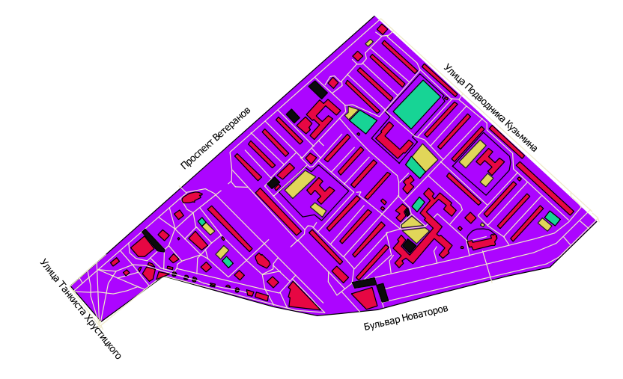 Улица Подводника Кузьмина
Проспект Ветеранов
Улица Танкиста Хрустицкого
Бульвар Новаторов